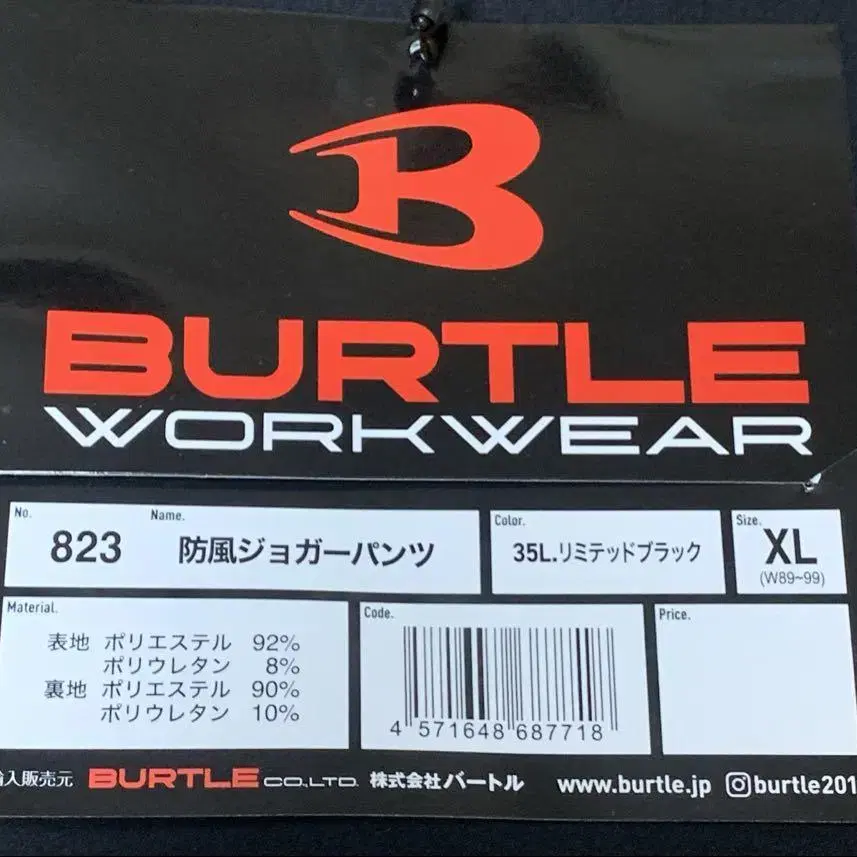 B
BURTLE
WORKWEAR
No. 823 Name. 防風ジョガーパンツ
Color. 35L.リミテッドブラック
Size. XL
(W89~99)
Material.
表地 ポリエステル 92%
ポリウレタン 8%
裏地 ポリエステル 90%
ポリウレタン 10%
Code.
4 571648 687718
Price.
入販売元 BURTLE CO.,LTD. 株式会社バートル www.burtle.jp burtle201